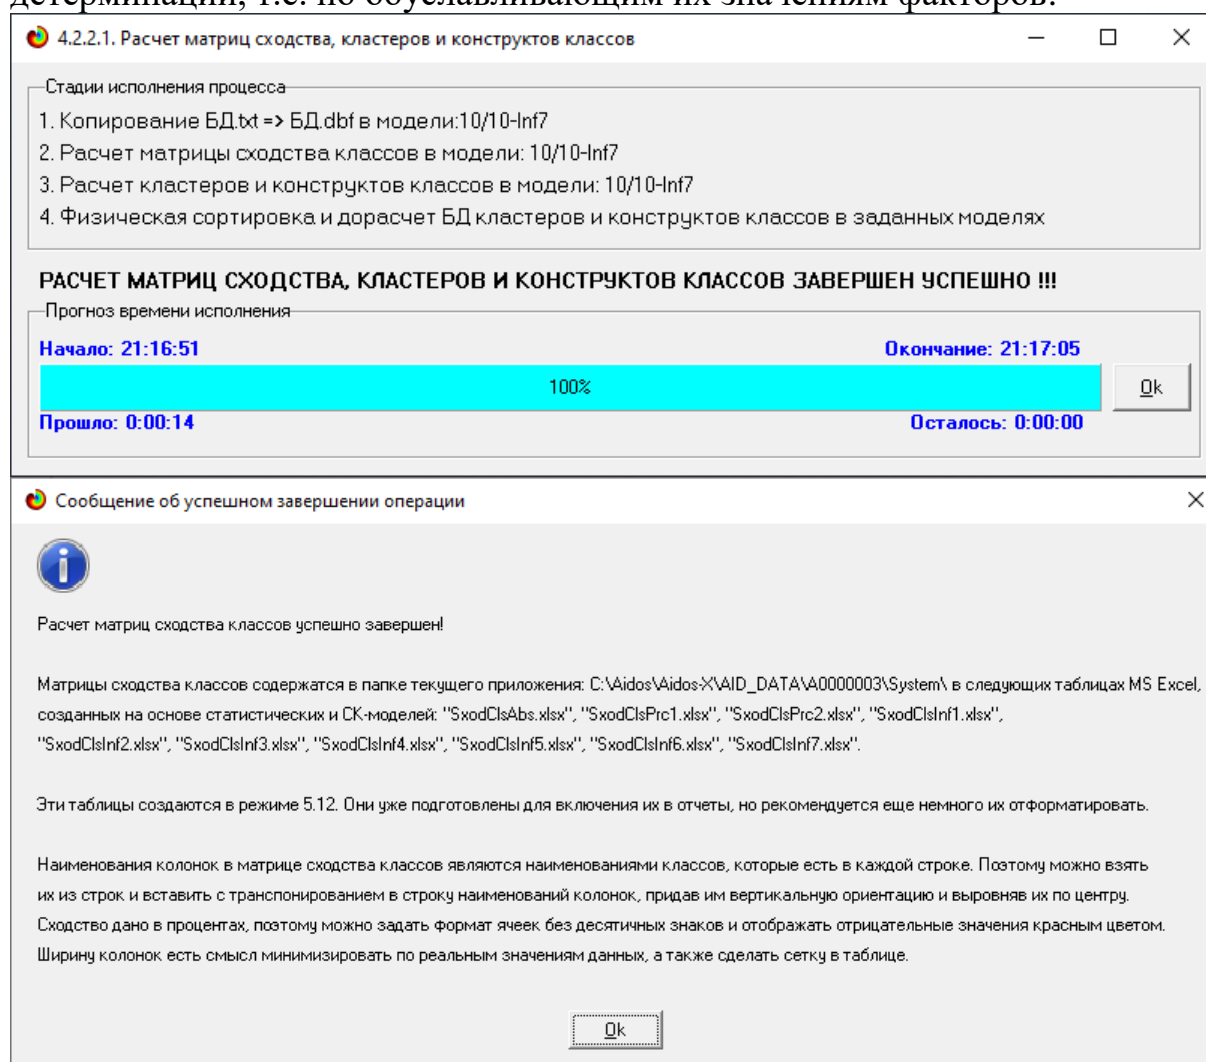 детерминации, т.е. по обуславливающим их значениям факторов.
4.2.2.1. Расчет матриц сходства, кластеров и конструктов классов
Стадии исполнения процесса
1. Копирование БД.txt => БД.dbf в модели:10/10-Inf7
2. Расчет матрицы сходства классов в модели: 10/10-Inf7
3. Расчет кластеров и конструктов классов в модели: 10/10-Inf7
4. Физическая сортировка и дорасчет БД кластеров и конструктов классов в заданных моделях
РАСЧЕТ МАТРИЦ СХОДСТВА, КЛАСТЕРОВ И КОНСТРУКТОВ КЛАССОВ ЗАВЕРШЕН УСПЕШНО !!!
Прогноз времени исполнения
Начало: 21:16:51 Окончание: 21:17:05
100% Ok
Прошло: 0:00:14 Осталось: 0:00:00
Сообщение об успешном завершении операции
Расчет матриц сходства классов успешно завершен!
Матрицы сходства классов содержатся в папке текущего приложения: C:\Aidos\Aidos-X\AID_DATA\A0000003\System\ в следующих таблицах MS Excel,
созданных на основе статистических и СК-моделей: "SxodClsAbs.xlsx", "SxodClsPrc1.xlsx", "SxodClsPrc2.xlsx", "SxodClsInf1.xlsx",
"SxodClsInf2.xlsx", "SxodClsInf3.xlsx", "SxodClsInf4.xlsx", "SxodClsInf5.xlsx", "SxodClsInf6.xlsx", "SxodClsInf7.xlsx".
Эти таблицы создаются в режиме 5.12. Они уже подготовлены для включения их в отчеты, но рекомендуется еще немного их отформатировать.
Наименования колонок в матрице сходства классов являются наименованиями классов, которые есть в каждой строке. Поэтому можно взять
их из строк и вставить с транспонированием в строку наименований колонок, придав им вертикальную ориентацию и выровняв их по центру.
Сходство дано в процентах, поэтому можно задать формат ячеек без десятичных знаков и отображать отрицательные значения красным цветом.
Ширину колонок есть смысл минимизировать по реальным значениям данных, а также сделать сетку в таблице.
Ok